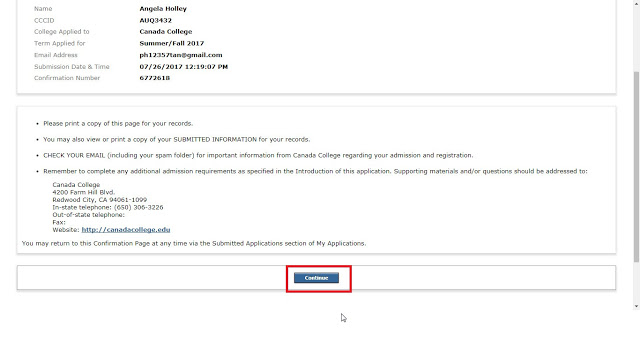 Name Angela Holley
CCCID AUQ3432
College Applied to Canada College
Term Applied for Summer/Fall 2017
Email Address ph12357tan@gmail.com
Submission Date & Time 07/26/2017 12:19:07 PM
Confirmation Number 6772618
• Please print a copy of this page for your records.
• You may also view or print a copy of your SUBMITTED INFORMATION for your records.
• CHECK YOUR EMAIL (including your spam folder) for important information from Canada College regarding your admission and registration.
• Remember to complete any additional admission requirements as specified in the Introduction of this application. Supporting materials and/or questions should be addressed to:
Canada College
4200 Farm Hill Blvd.
Redwood City, CA 94061-1099
In-state telephone: (650) 306-3226
Out-of-state telephone:
Fax:
Website: http://canadacollege.edu
You may return to this Confirmation Page at any time via the Submitted Applications section of My Applications.
Continue